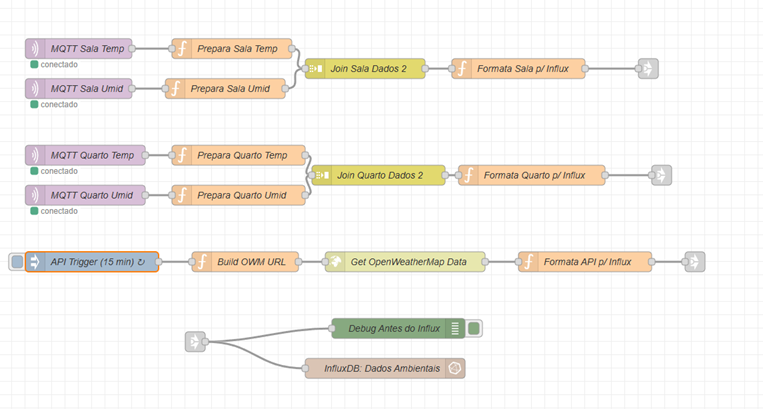 MQTT Sala Temp
Prepara Sala Temp
conectado
Join Sala Dados 2
Formata Sala p/ Influx
MQTT Sala Umid
Prepara Sala Umid
conectado
MQTT Quarto Temp
Prepara Quarto Temp
conectado
Join Quarto Dados 2
Formata Quarto p/ Influx
MQTT Quarto Umid
Prepara Quarto Umid
conectado
API Trigger (15 min) ↻
Build OWM URL
Get OpenWeatherMap Data
Formata API p/ Influx
Debug Antes do Influx
InfluxDB: Dados Ambientais